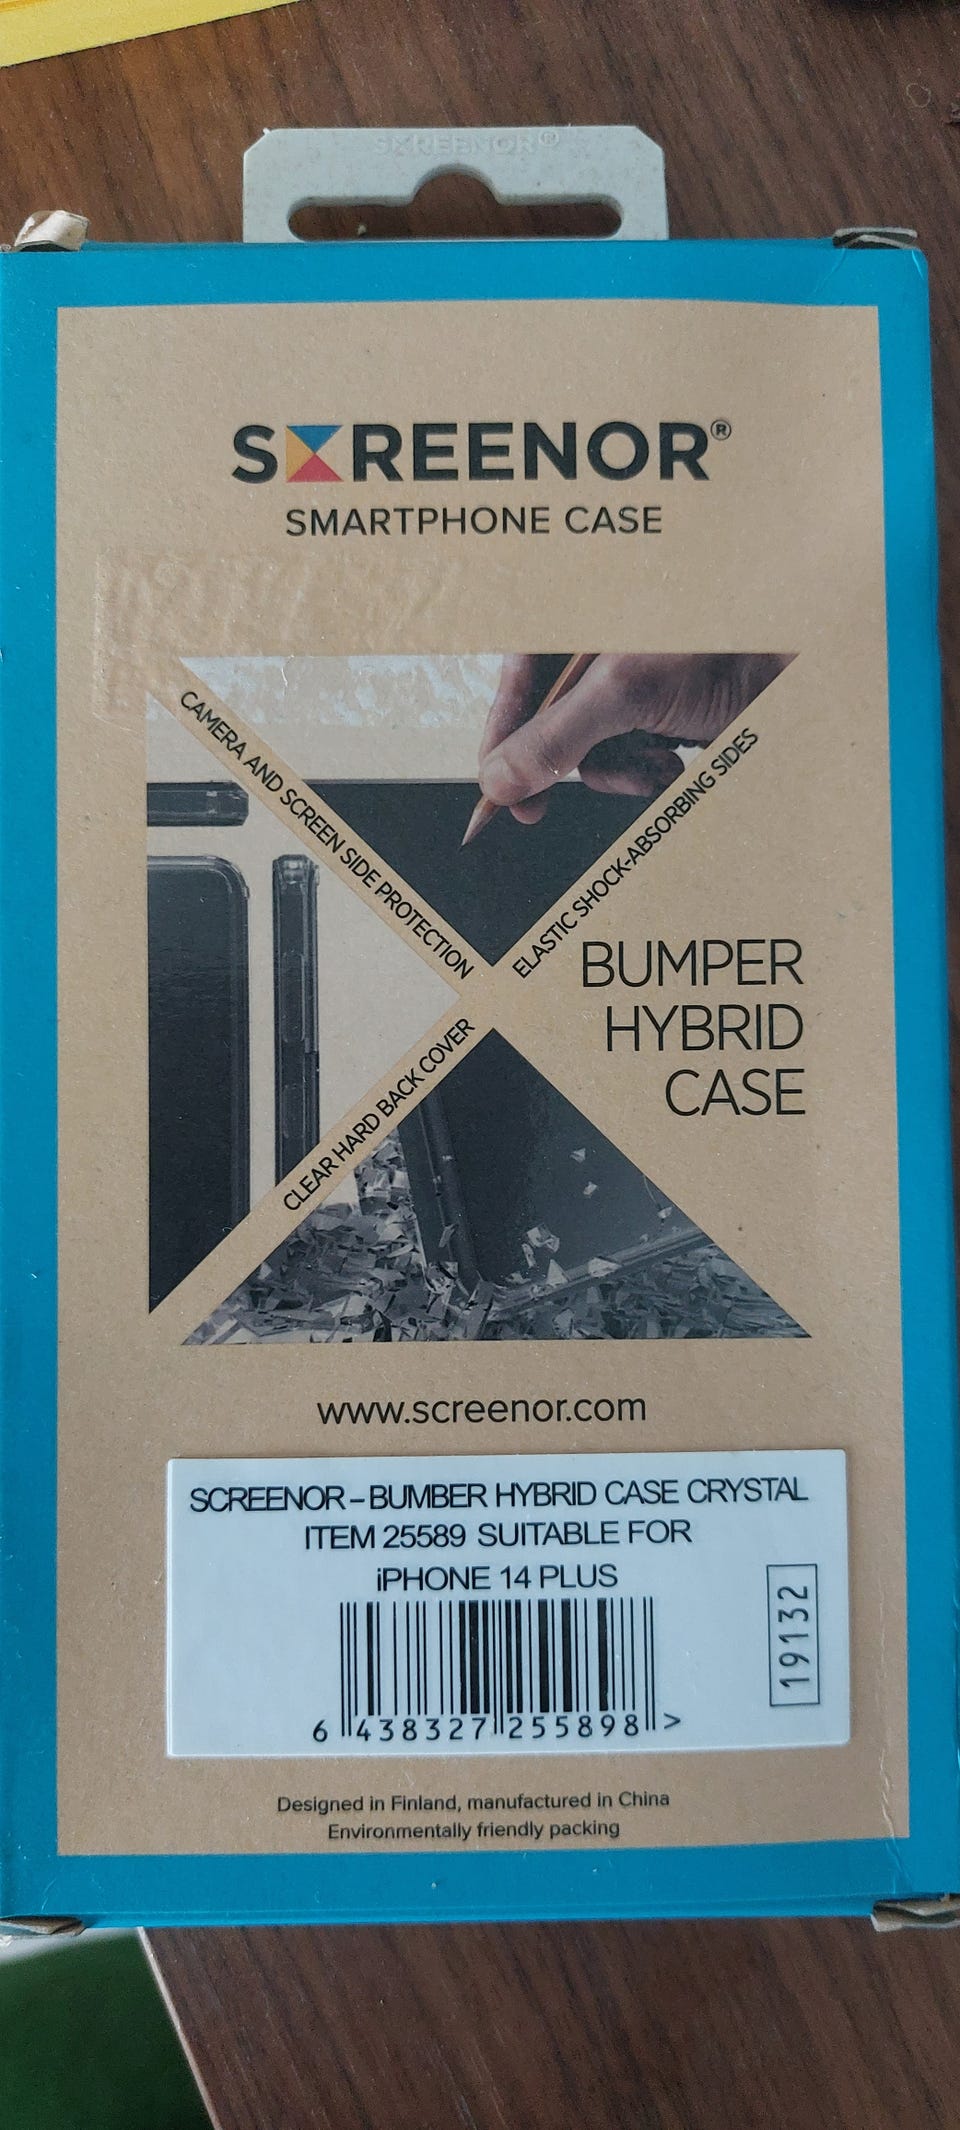 SCREENOR®
SCREENOR®
SMARTPHONE CASE
CAMERA AND SCREEN SIDE PROTECTION
ELASTIC SHOCK-ABSORBING SIDES
BUMPER
HYBRID
CASE
CLEAR HARD BACK COVER
www.screenor.com
SCREENOR – BUMBER HYBRID CASE CRYSTAL
ITEM 25589 SUITABLE FOR
iPHONE 14 PLUS
19132
6 438327 255898 >
Designed in Finland, manufactured in China
Environmentally friendly packing